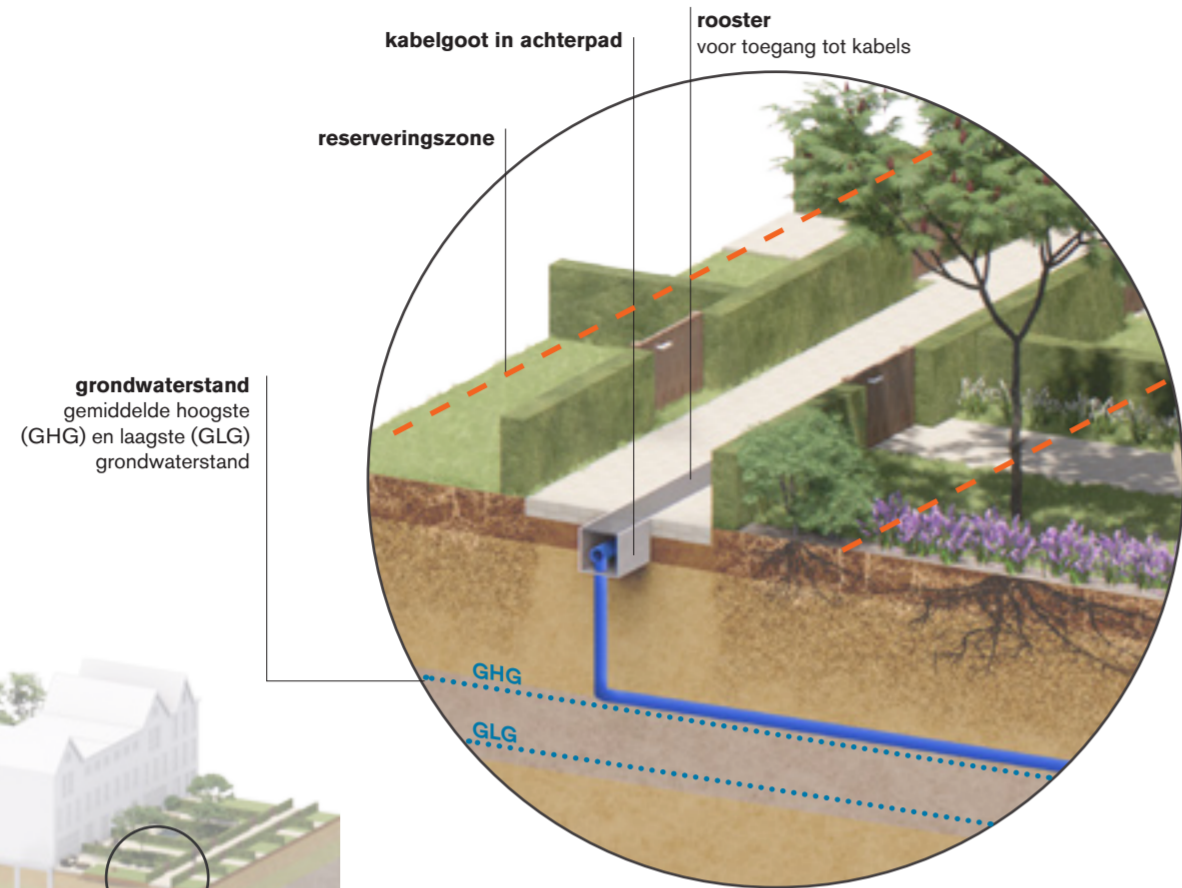 rooster
voor toegang tot kabels
kabelgoot in achterpad
reserveringszone
grondwaterstand
gemiddelde hoogste
(GHG) en laagste (GLG)
grondwaterstand
GHG
GLG